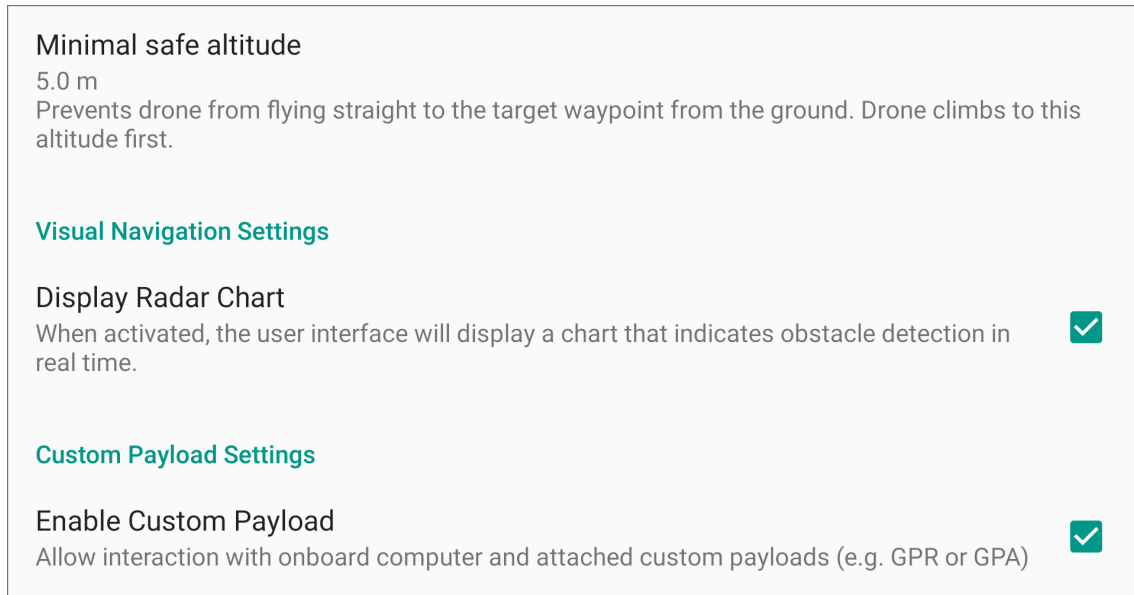 Minimal safe altitude
5.0 m
Prevents drone from flying straight to the target waypoint from the ground. Drone climbs to this
altitude first.
Visual Navigation Settings
Display Radar Chart
When activated, the user interface will display a chart that indicates obstacle detection in
real time.
Custom Payload Settings
Enable Custom Payload
Allow interaction with onboard computer and attached custom payloads (e.g. GPR or GPA)